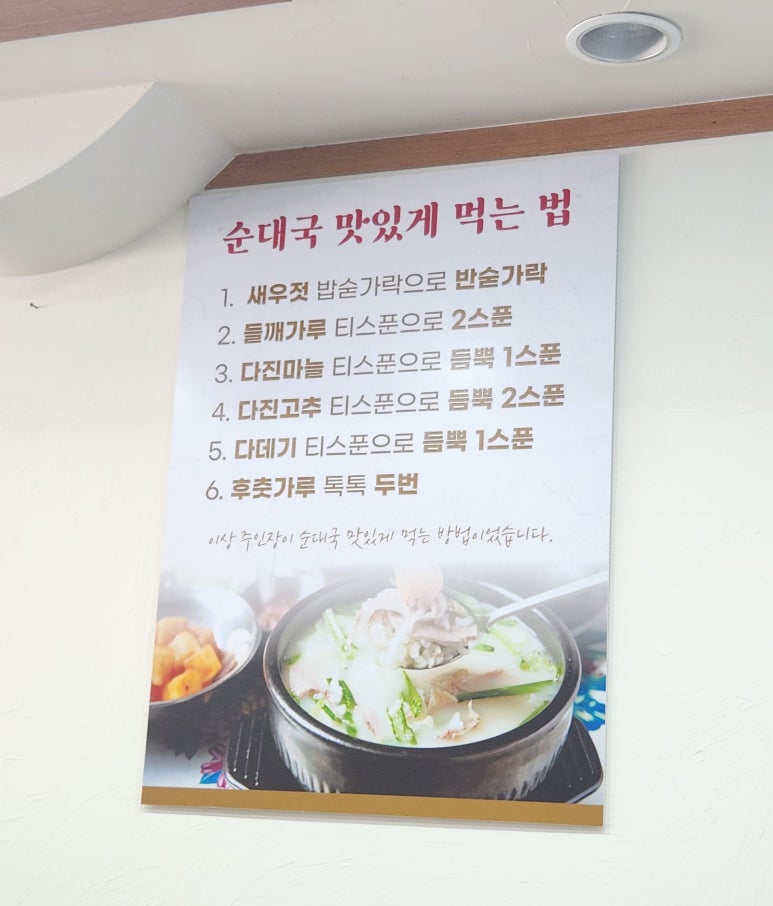 순대국 맛있게 먹는 법
1. 새우젓 밥숟가락으로 반숟가락
2. 들깨가루 티스푼으로 2스푼
3. 다진마늘 티스푼으로 듬뿍 1스푼
4. 다진고추 티스푼으로 듬뿍 2스푼
5. 다데기 티스푼으로 듬뿍 1스푼
6. 후춧가루 톡톡 두번
이상 주인장이 순대국 맛있게 먹는 방법이었습니다.